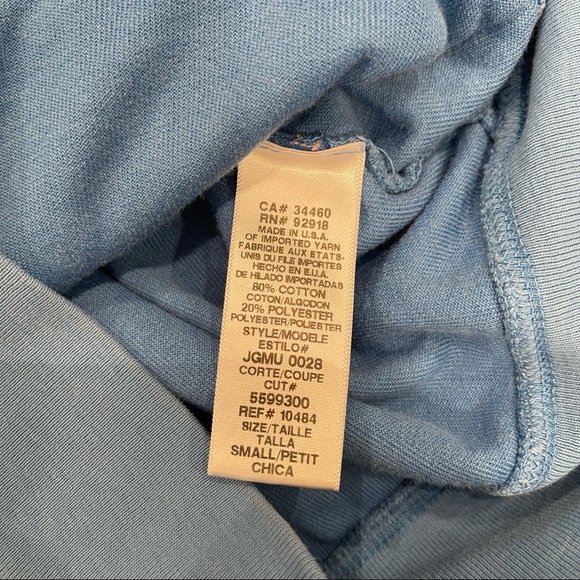 CA# 34460
RN# 92918
MADE IN U.S.A.
OF IMPORTED YARN
FABRIQUE AUX ETATS-
UNIS DU FILE IMPORTES
HECHO EN E.U.A.
DE HILADO IMPORTADAS
80% COTTON
COTON/ALGODON
20% POLYESTER
POLYESTER/POLIESTER
STYLE/MODELE
ESTILO#
JGMU 0028
CORTE/COUPE
CUT#
5599300
REF# 10484
SIZE/TAILLE
TALLA
SMALL/PETIT
CHICA